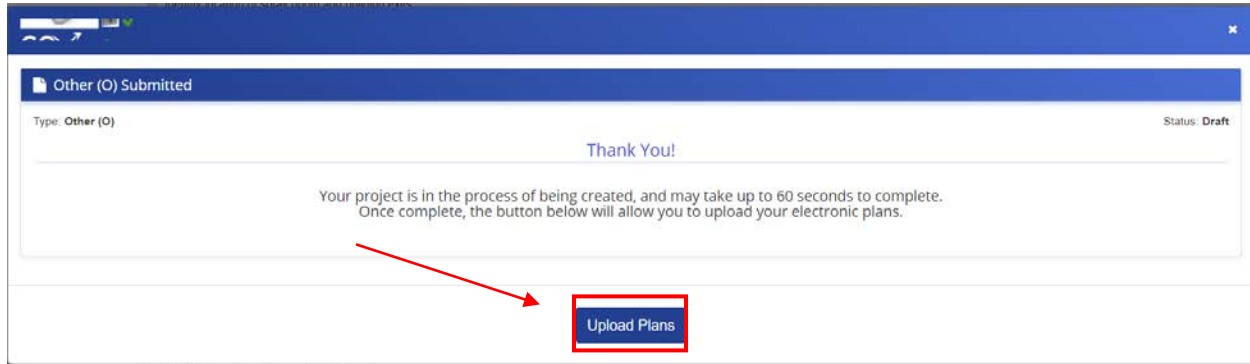 Other (O) Submitted
Type: Other (O)
Status: Draft
Thank You!
Your project is in the process of being created, and may take up to 60 seconds to complete.
Once complete, the button below will allow you to upload your electronic plans.
Upload Plans